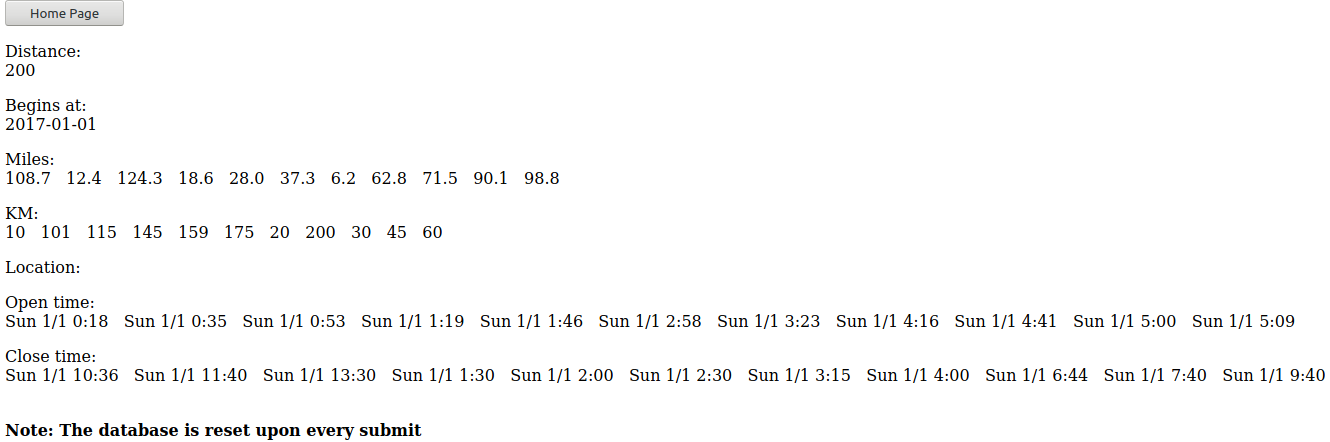 Home Page
Distance:
200
Begins at:
2017-01-01
Miles:
108.7 12.4 124.3 18.6 28.0 37.3 6.2 62.8 71.5 90.1 98.8
KM:
10 101 115 145 159 175 20 200 30 45 60
Location:
Open time:
Sun 1/1 0:18 Sun 1/1 0:35 Sun 1/1 0:53 Sun 1/1 1:19 Sun 1/1 1:46 Sun 1/1 2:58 Sun 1/1 3:23 Sun 1/1 4:16 Sun 1/1 4:41 Sun 1/1 5:00 Sun 1/1 5:09
Close time:
Sun 1/1 10:36 Sun 1/1 11:40 Sun 1/1 13:30 Sun 1/1 1:30 Sun 1/1 2:00 Sun 1/1 2:30 Sun 1/1 3:15 Sun 1/1 4:00 Sun 1/1 6:44 Sun 1/1 7:40 Sun 1/1 9:40
Note: The database is reset upon every submit